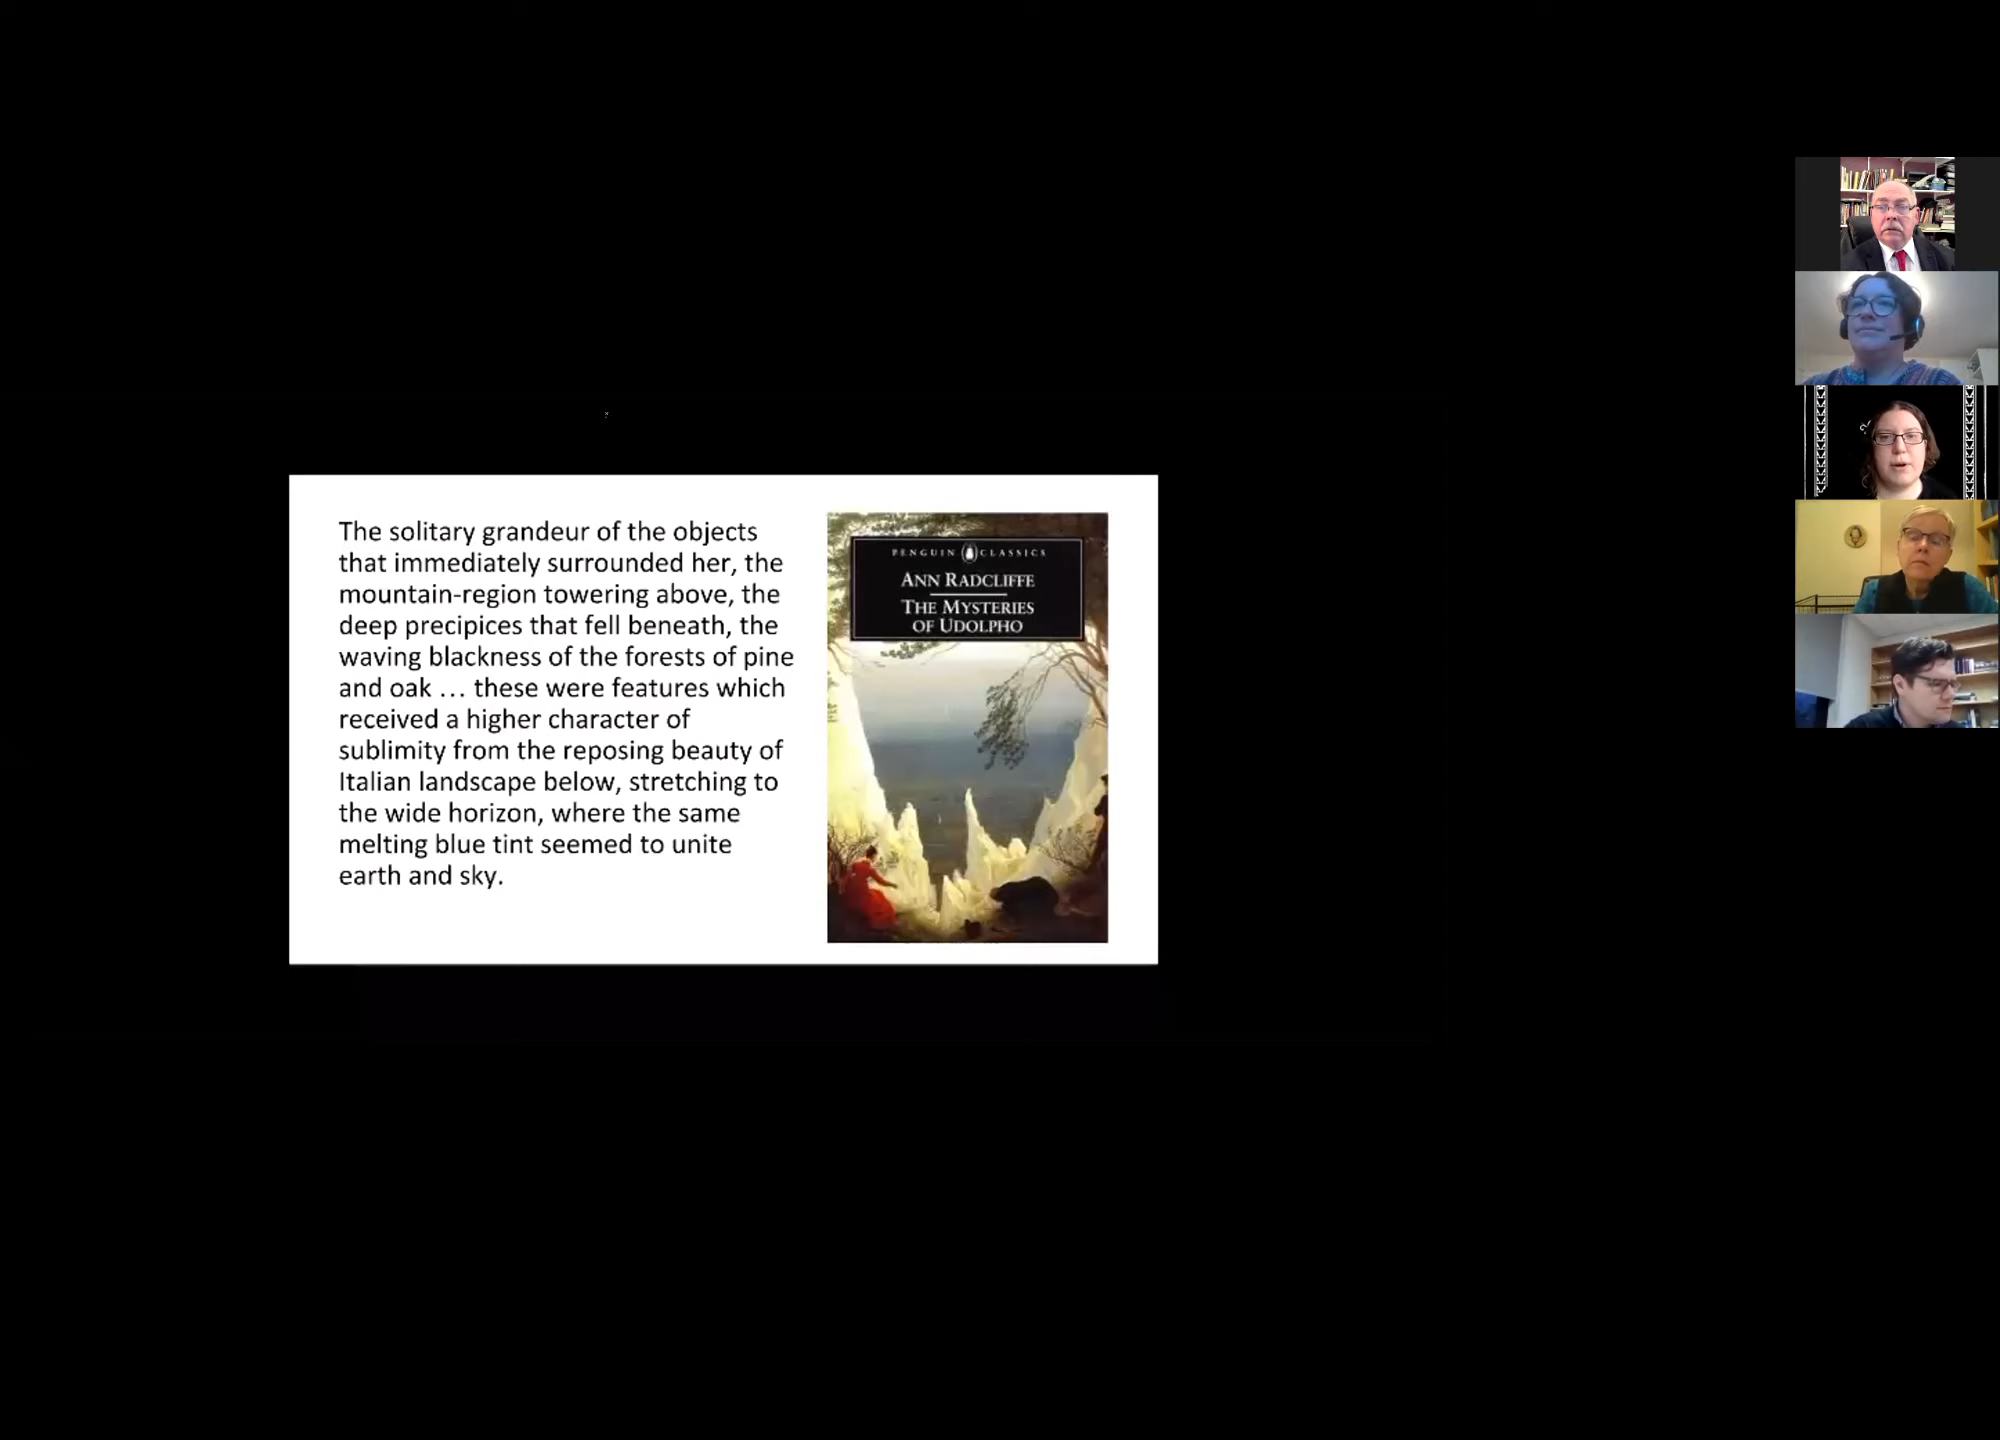 The solitary grandeur of the objects
that immediately surrounded her, the
mountain-region towering above, the
deep precipices that fell beneath, the
waving blackness of the forests of pine
and oak … these were features which
received a higher character of
sublimity from the reposing beauty of
Italian landscape below, stretching to
the wide horizon, where the same
melting blue tint seemed to unite
earth and sky.
PENGUIN CLASSICS
ANN RADCLIFFE
THE MYSTERIES
OF UDOLPHO